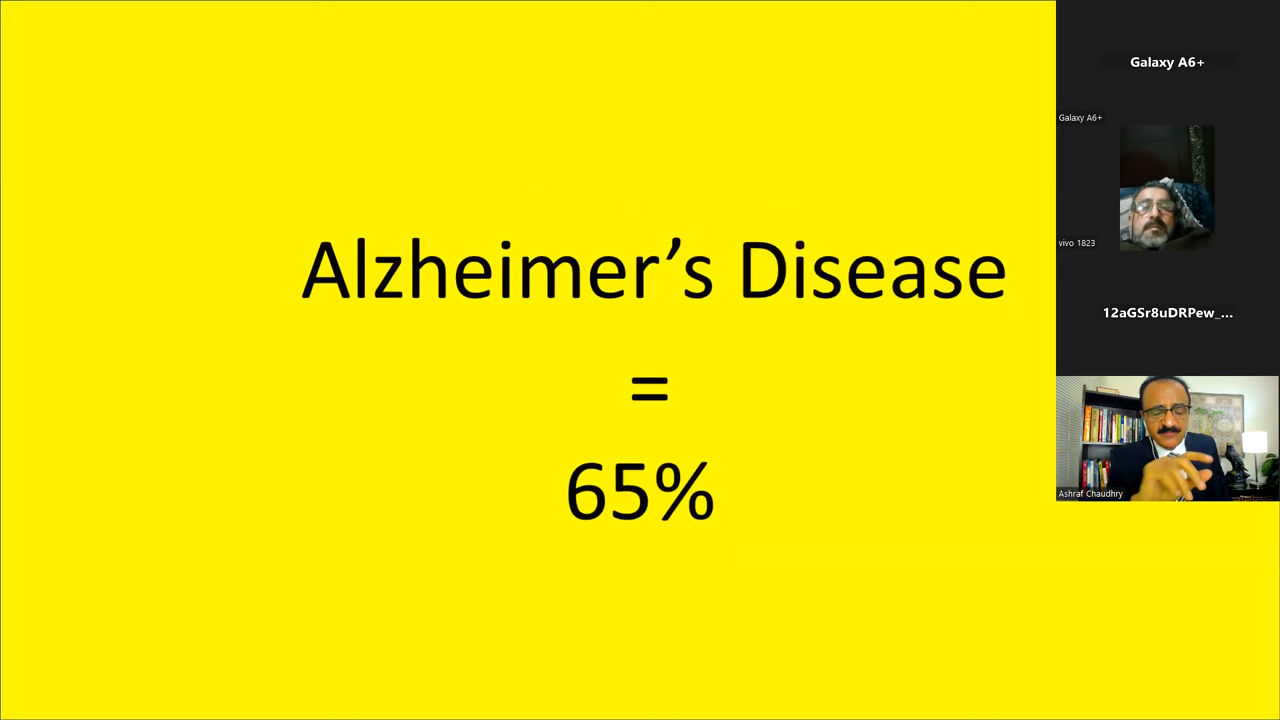 Alzheimer’s Disease
=
65%
Galaxy A6+
Galaxy A6+
vivo 1823
12aGSr8uDRPew_...
Ashraf Chaudhry